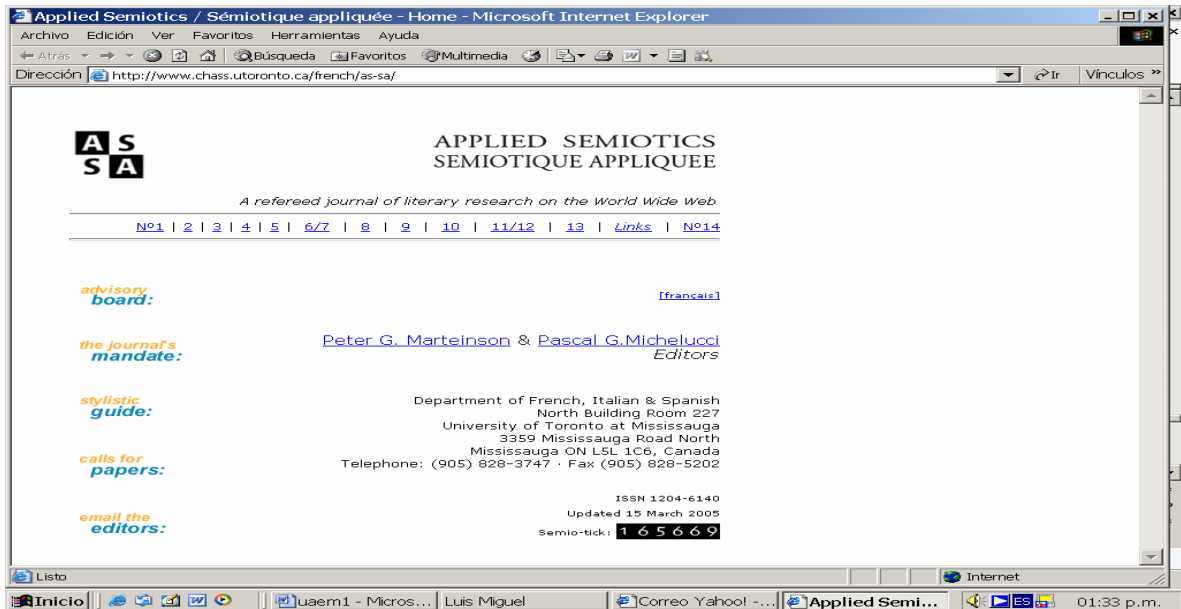 Applied Semiotics / Sémiotique appliquée - Home - Microsoft Internet Explorer
Archivo Edición Ver Favoritos Herramientas Ayuda
Atrás Búsqueda Favoritos Multimedia
Dirección http://www.chass.utoronto.ca/french/as-sa/ Ir Vínculos »
A S
S A
APPLIED SEMIOTICS
SEMIOTIQUE APPLIQUEE
A refereed journal of literary research on the World Wide Web
Nº1 | 2 | 3 | 4 | 5 | 6/7 | 8 | 9 | 10 | 11/12 | 13 | Links | Nº14
advisory
board:
[français]
the journal's
mandate:
Peter G. Marteinson & Pascal G.Michelucci
Editors
stylistic
guide:
Department of French, Italian & Spanish
North Building Room 227
University of Toronto at Mississauga
3359 Mississauga Road North
Mississauga ON L5L 1C6, Canada
Telephone: (905) 828-3747 · Fax (905) 828-5202
calls for
papers:
ISSN 1204-6140
Updated 15 March 2005
Semio-tick: 165669
email the
editors:
Listo Internet
Inicio uaem1 - Micros... Luis Miguel Correo Yahoo! -... Applied Semi... ES 01:33 p.m.